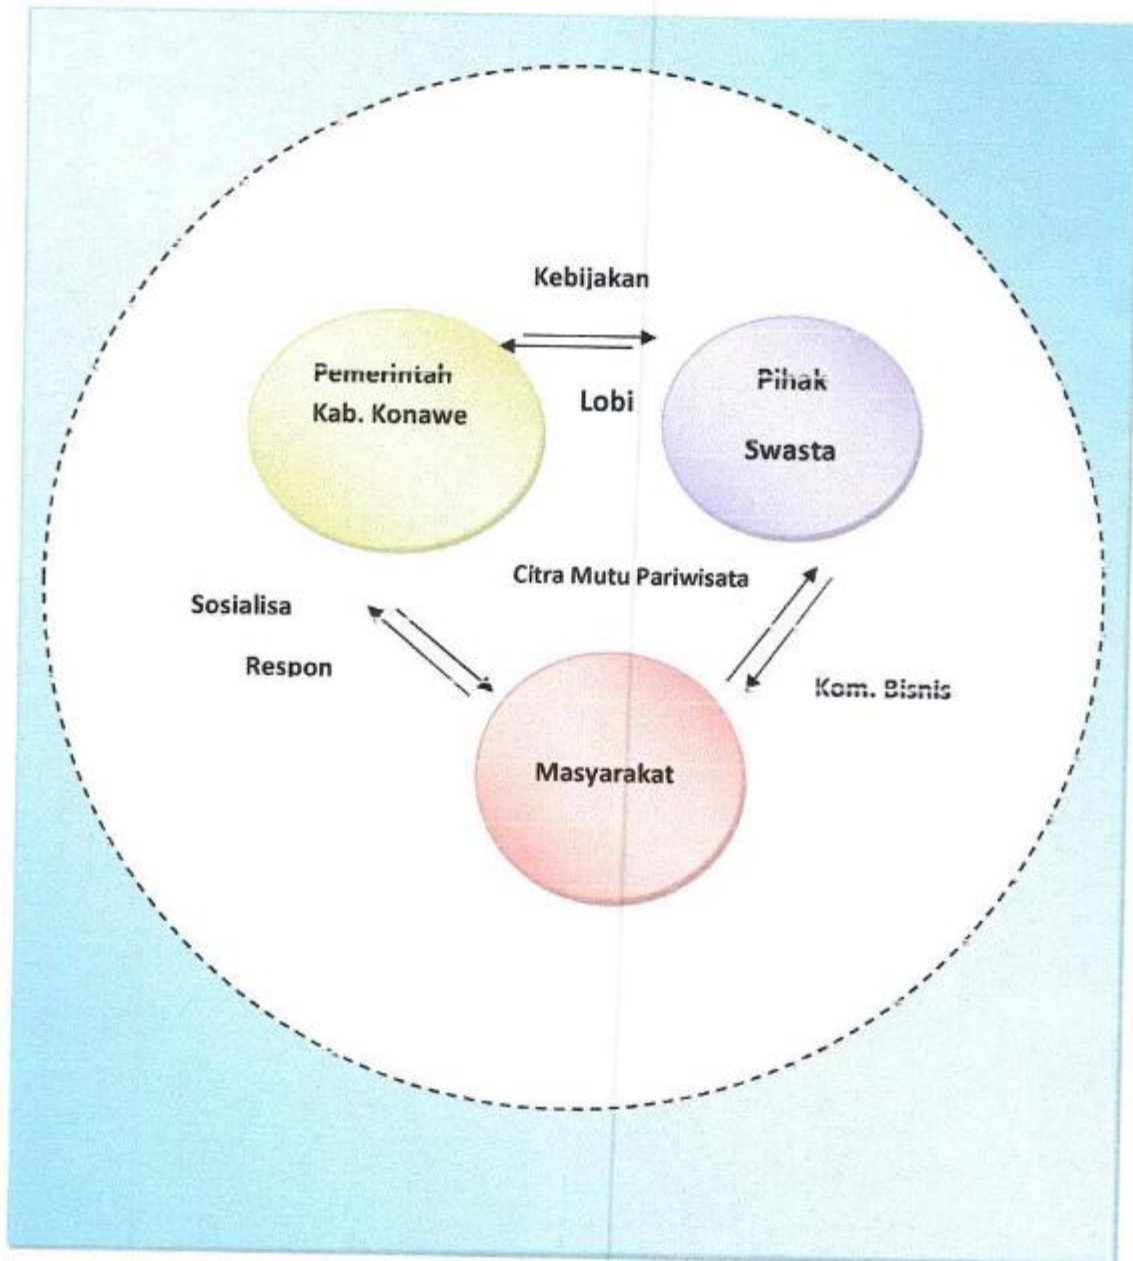 Kebijakan
Pemerintah
Kab. Konawe
Lobi
Pihak
Swasta
Citra Mutu Pariwisata
Sosialisa
Respon
Kom. Bisnis
Masyarakat